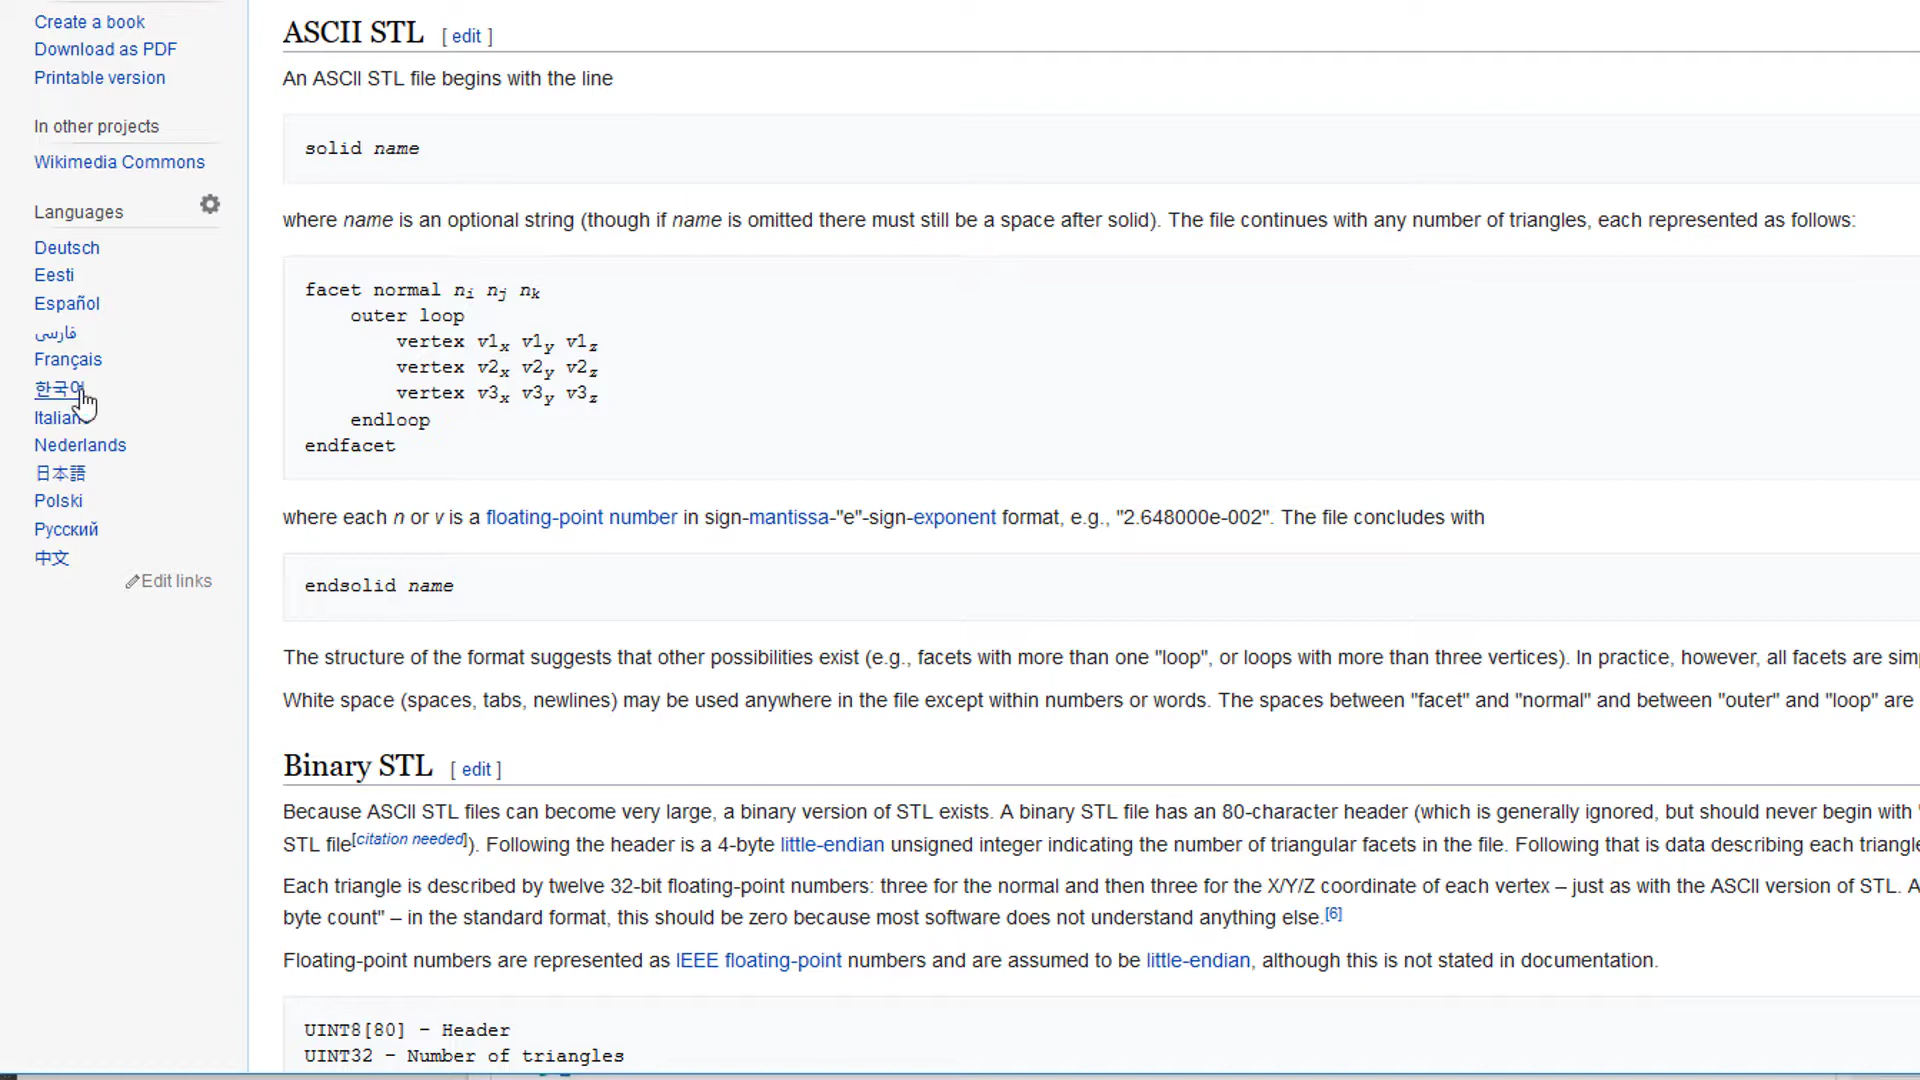 Create a book
Download as PDF
Printable version
In other projects
Wikimedia Commons
Languages
Deutsch
Eesti
Español
فارسی
Français
한국어
Italiano
Nederlands
日本語
Polski
Русский
中文
Edit links
ASCII STL [ edit ]
An ASCII STL file begins with the line
solid name
where name is an optional string (though if name is omitted there must still be a space after solid). The file continues with any number of triangles, each represented as follows:
facet normal ni nj nk
outer loop
vertex v1x v1y v1z
vertex v2x v2y v2z
vertex v3x v3y v3z
endloop
endfacet
where each n or v is a floating-point number in sign-mantissa-"e"-sign-exponent format, e.g., "2.648000e-002". The file concludes with
endsolid name
The structure of the format suggests that other possibilities exist (e.g., facets with more than one "loop", or loops with more than three vertices). In practice, however, all facets are
White space (spaces, tabs, newlines) may be used anywhere in the file except within numbers or words. The spaces between "facet" and "normal" and between "outer" and "loop" are
Binary STL [ edit ]
Because ASCII STL files can become very large, a binary version of STL exists. A binary STL file has an 80-character header (which is generally ignored, but should never begin with
STL file[citation needed]). Following the header is a 4-byte little-endian unsigned integer indicating the number of triangular facets in the file. Following that is data describing each
Each triangle is described by twelve 32-bit floating-point numbers: three for the normal and then three for the X/Y/Z coordinate of each vertex – just as with the ASCII version of STL.
byte count" – in the standard format, this should be zero because most software does not understand anything else.[6]
Floating-point numbers are represented as IEEE floating-point numbers and are assumed to be little-endian, although this is not stated in documentation.
UINT8[80] – Header
UINT32 – Number of triangles